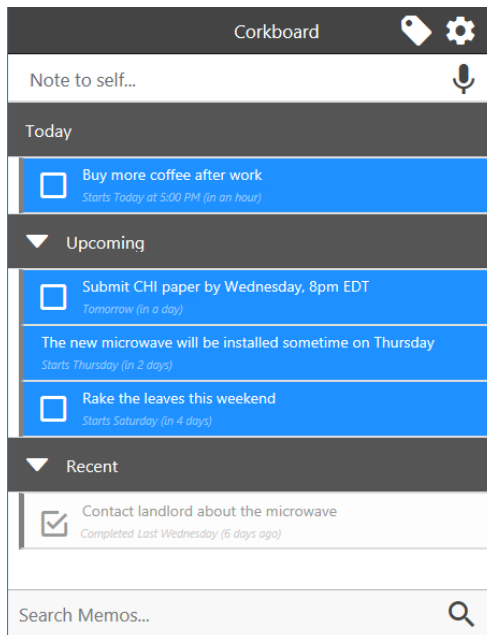 Corkboard
Note to self...
Today
Buy more coffee after work
Starts Today at 5:00 PM (in an hour)
Upcoming
Submit CHI paper by Wednesday, 8pm EDT
Tomorrow (in a day)
The new microwave will be installed sometime on Thursday
Starts Thursday (in 2 days)
Rake the leaves this weekend
Starts Saturday (in 4 days)
Recent
Contact landlord about the microwave
Completed Last Wednesday (6 days ago)
Search Memos...